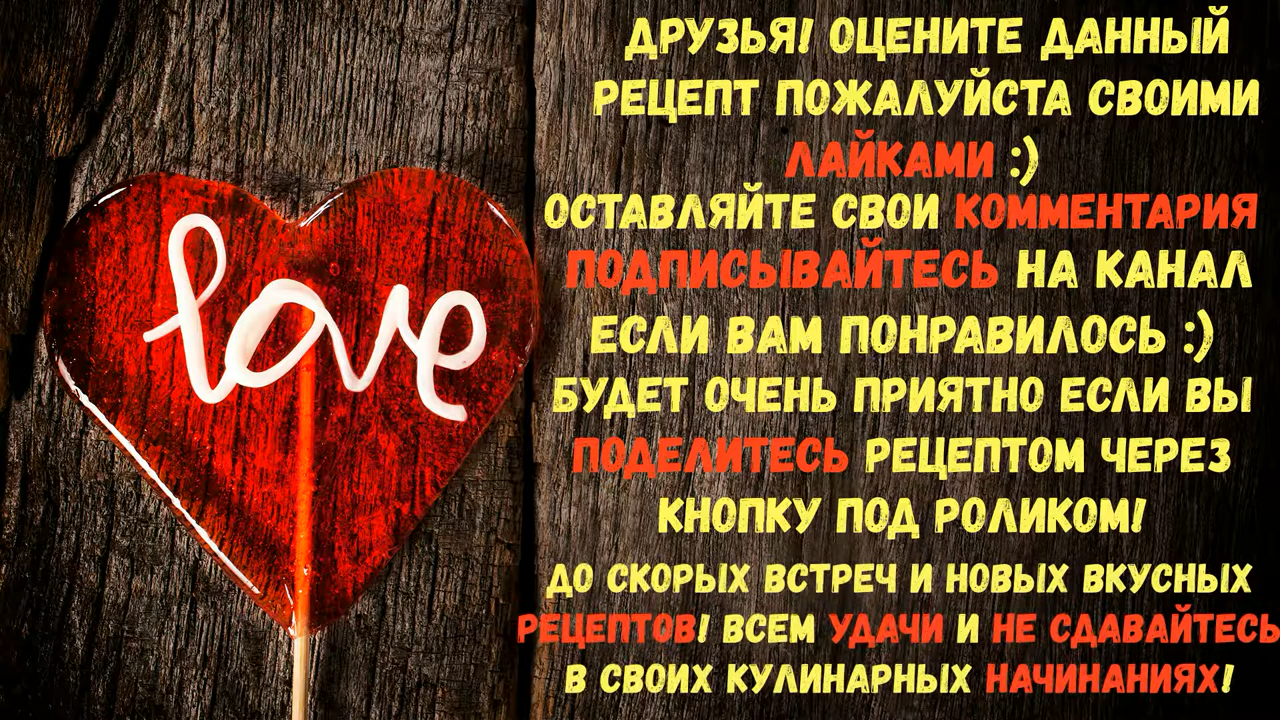 love
ДРУЗЬЯ! ОЦЕНИТЕ ДАННЫЙ
РЕЦЕПТ ПОЖАЛУЙСТА СВОИМИ
ЛАЙКАМИ :)
ОСТАВЛЯЙТЕ СВОИ КОММЕНТАРИЯ
ПОДПИСЫВАЙТЕСЬ НА КАНАЛ
ЕСЛИ ВАМ ПОНРАВИЛОСЬ :)
БУДЕТ ОЧЕНЬ ПРИЯТНО ЕСЛИ ВЫ
ПОДЕЛИТЕСЬ РЕЦЕПТОМ ЧЕРЕЗ
КНОПКУ ПОД РОЛИКОМ!
ДО СКОРЫХ ВСТРЕЧ И НОВЫХ ВКУСНЫХ
РЕЦЕПТОВ! ВСЕМ УДАЧИ И НЕ СДАВАЙТЕСЬ
В СВОИХ КУЛИНАРНЫХ НАЧИНАНИЯХ!